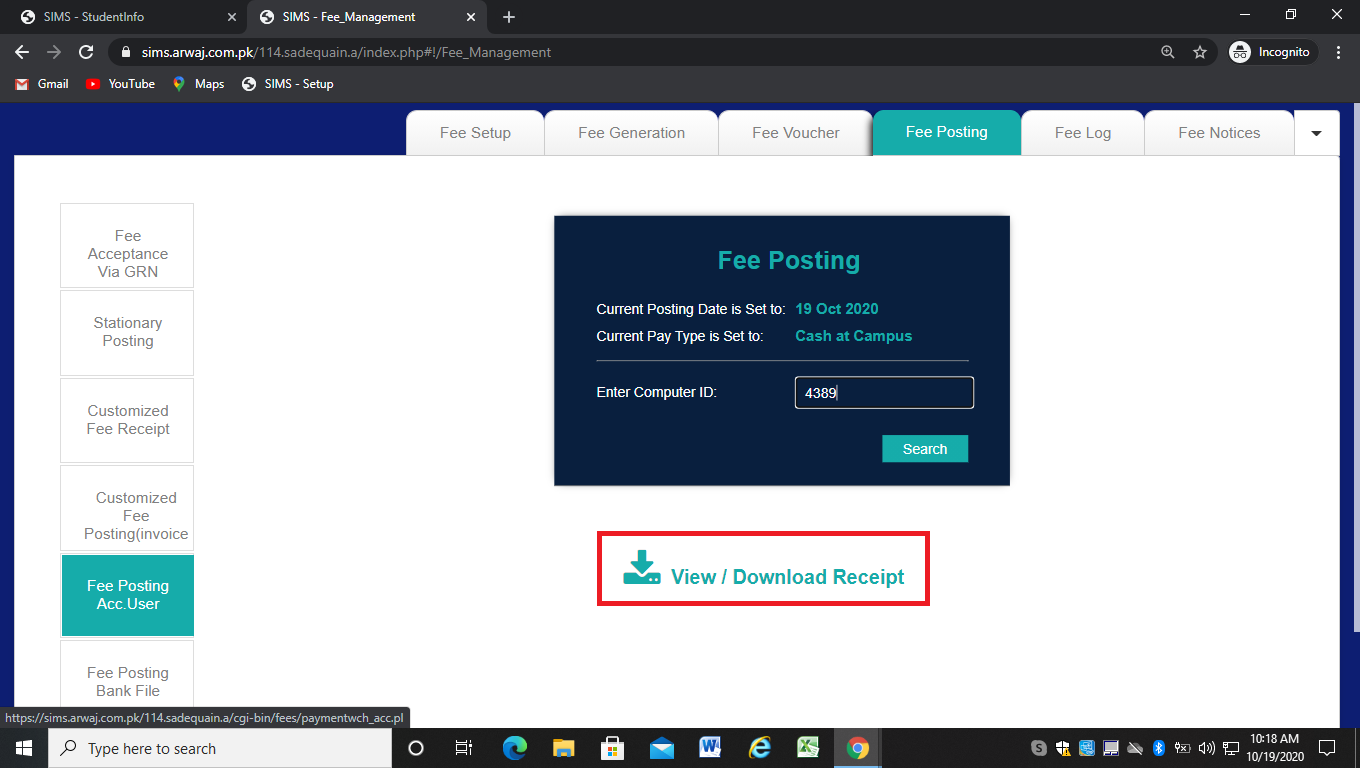 SIMS - StudentInfo
SIMS - Fee_Management
sims.arwaj.com.pk/114.sadequain.a/index.php#!/Fee_Management
Incognito
Gmail
YouTube
Maps
SIMS - Setup
Fee Setup
Fee Generation
Fee Voucher
Fee Posting
Fee Log
Fee Notices
Fee
Acceptance
Via GRN
Stationary
Posting
Customized
Fee Receipt
Customized
Fee
Posting(invoice
Fee Posting
Acc.User
Fee Posting
Bank File
Fee Posting
Current Posting Date is Set to: 19 Oct 2020
Current Pay Type is Set to: Cash at Campus
Enter Computer ID: 4389
Search
View / Download Receipt
https://sims.arwaj.com.pk/114.sadequain.a/cgi-bin/fees/paymentwch_acc.pl
Type here to search
10:18 AM
10/19/2020